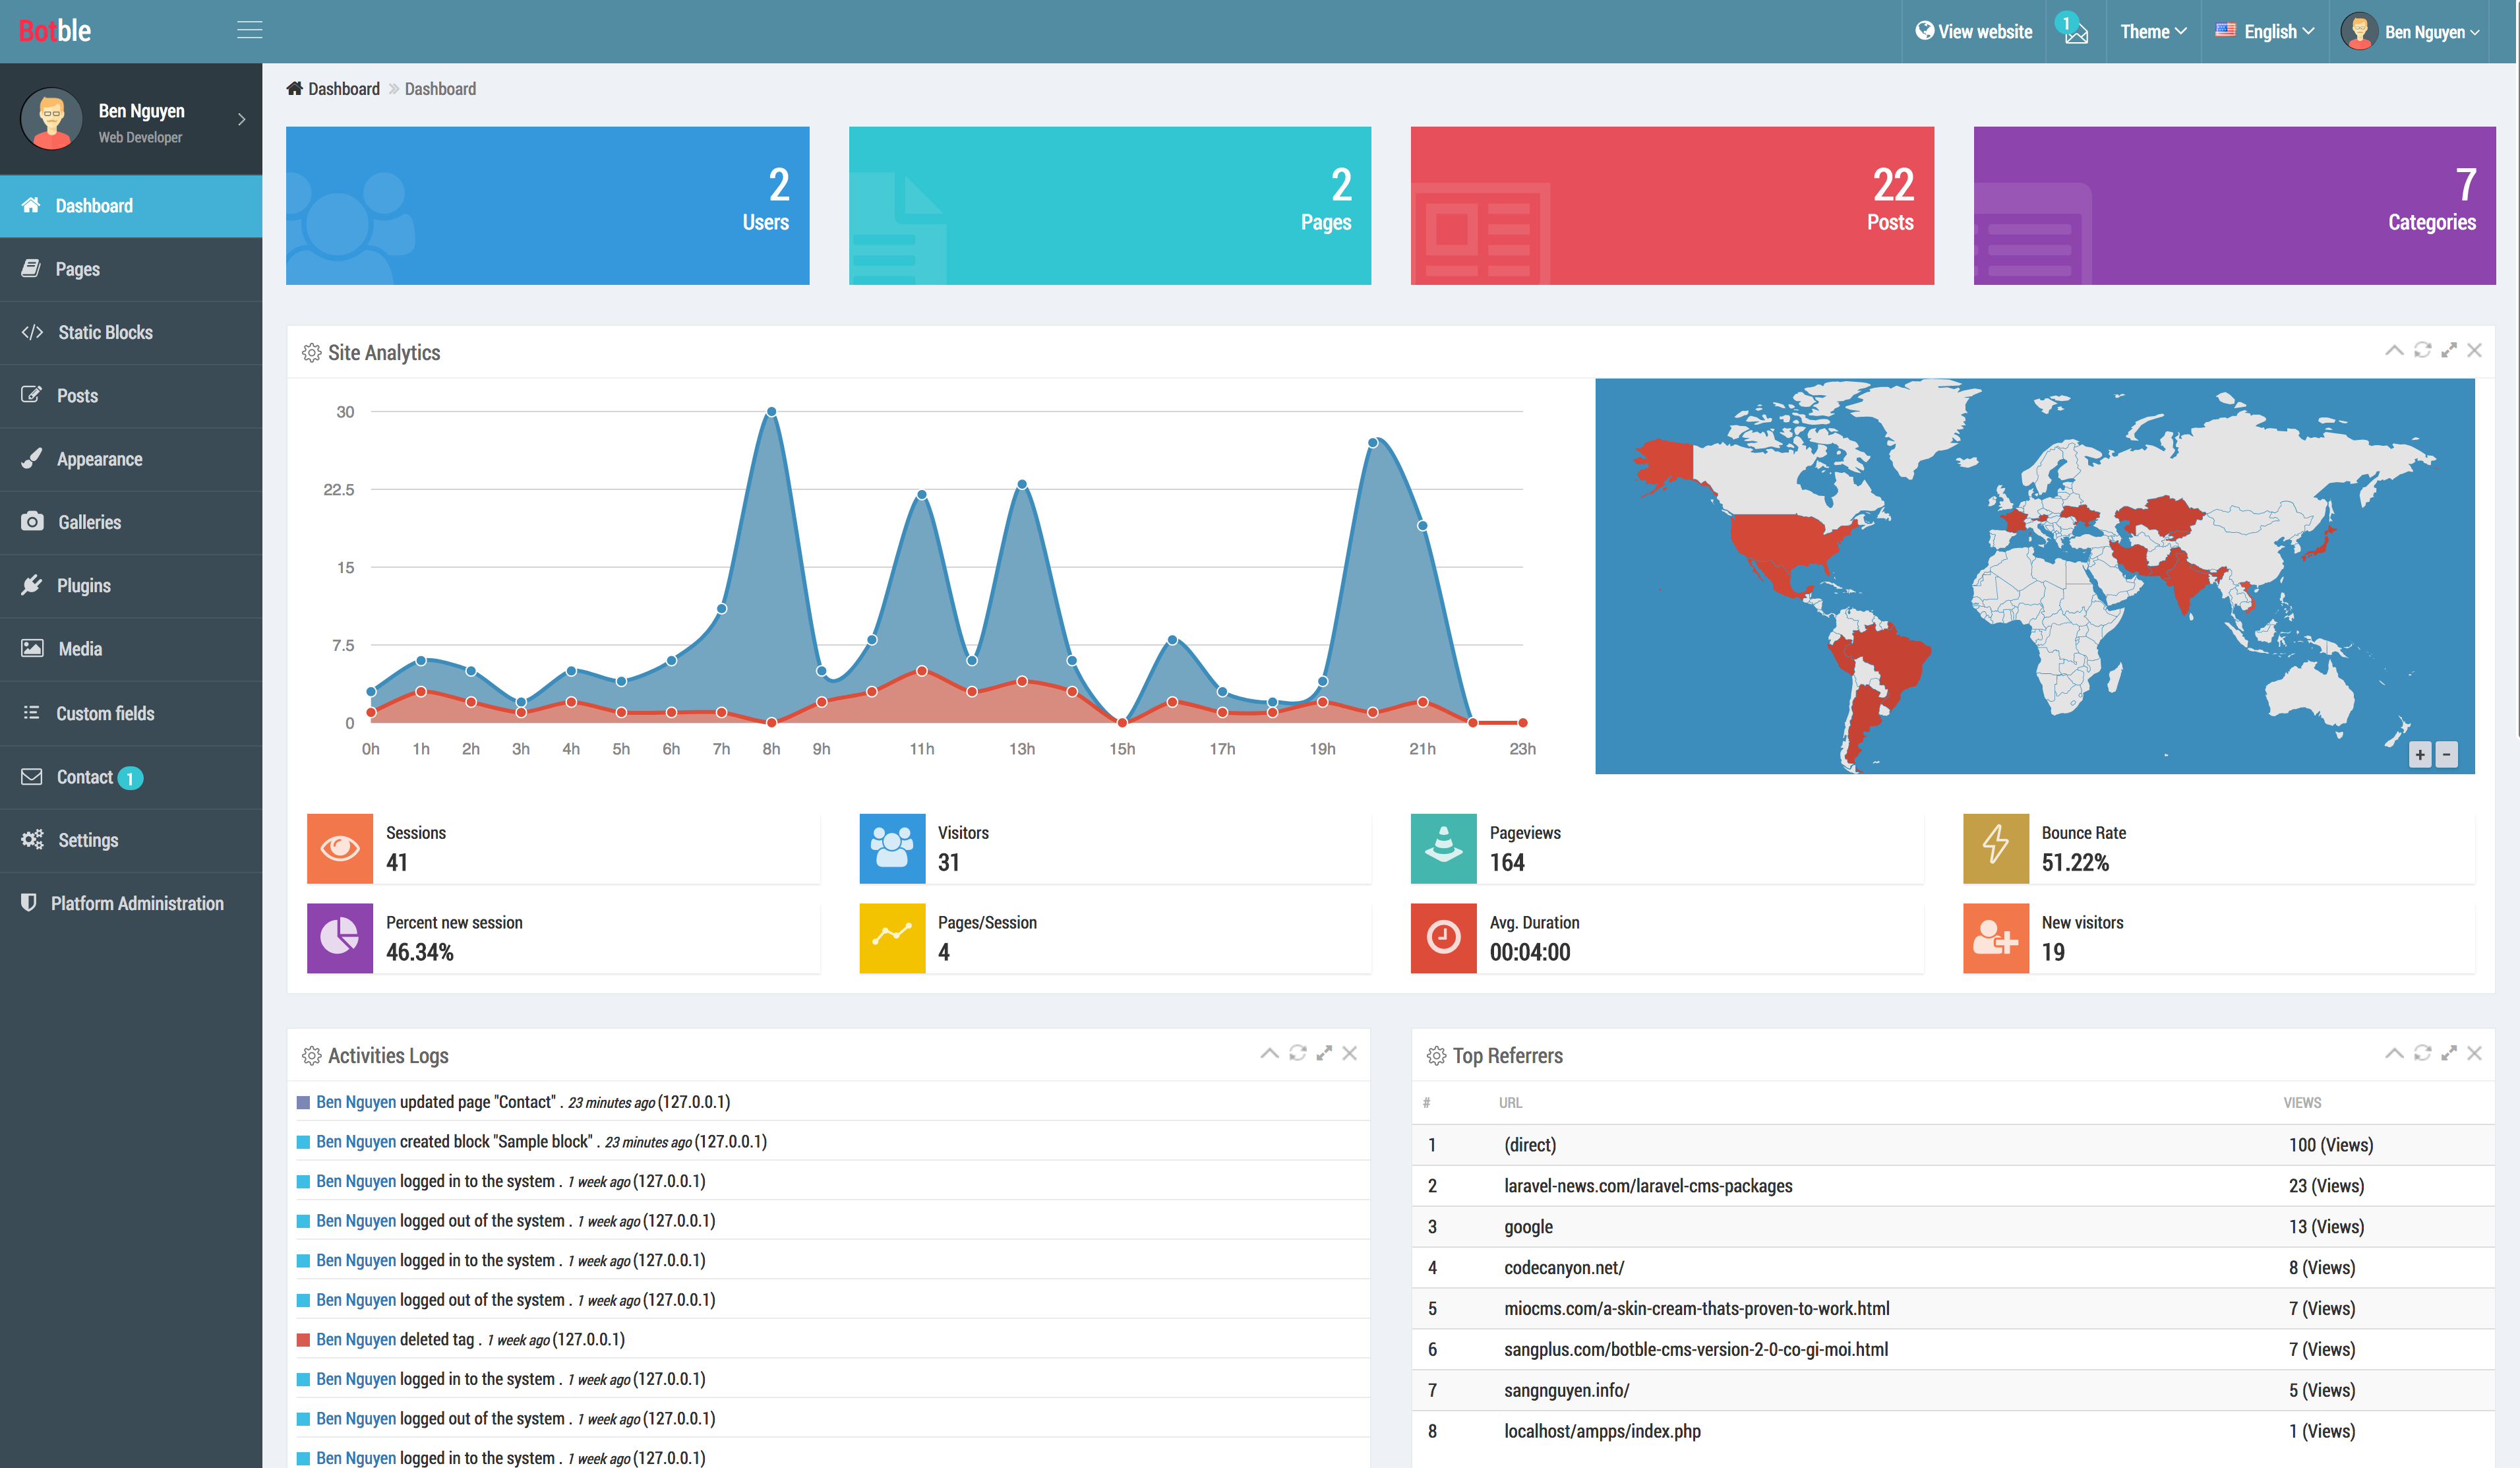 Botble
View website
1
Theme
English
Ben Nguyen
Ben Nguyen
Web Developer
Dashboard
Pages
Static Blocks
Posts
Appearance
Galleries
Plugins
Media
Custom fields
Contact 1
Settings
Platform Administration
Dashboard » Dashboard
2
Users
2
Pages
22
Posts
7
Categories
Site Analytics
30
22.5
15
7.5
0
0h 1h 2h 3h 4h 5h 6h 7h 8h 9h 11h 13h 15h 17h 19h 21h 23h
+ −
Sessions
41
Visitors
31
Pageviews
164
Bounce Rate
51.22%
Percent new session
46.34%
Pages/Session
4
Avg. Duration
00:04:00
New visitors
19
Activities Logs
Ben Nguyen updated page "Contact" . 23 minutes ago (127.0.0.1)
Ben Nguyen created block "Sample block" . 23 minutes ago (127.0.0.1)
Ben Nguyen logged in to the system . 1 week ago (127.0.0.1)
Ben Nguyen logged out of the system . 1 week ago (127.0.0.1)
Ben Nguyen logged in to the system . 1 week ago (127.0.0.1)
Ben Nguyen logged out of the system . 1 week ago (127.0.0.1)
Ben Nguyen deleted tag . 1 week ago (127.0.0.1)
Ben Nguyen logged in to the system . 1 week ago (127.0.0.1)
Ben Nguyen logged out of the system . 1 week ago (127.0.0.1)
Ben Nguyen logged in to the system . 1 week ago (127.0.0.1)
Top Referrers
# URL VIEWS
1 (direct) 100 (Views)
2 laravel-news.com/laravel-cms-packages 23 (Views)
3 google 13 (Views)
4 codecanyon.net/ 8 (Views)
5 miocms.com/a-skin-cream-thats-proven-to-work.html 7 (Views)
6 sangplus.com/botble-cms-version-2-0-co-gi-moi.html 7 (Views)
7 sangnguyen.info/ 5 (Views)
8 localhost/ampps/index.php 1 (Views)